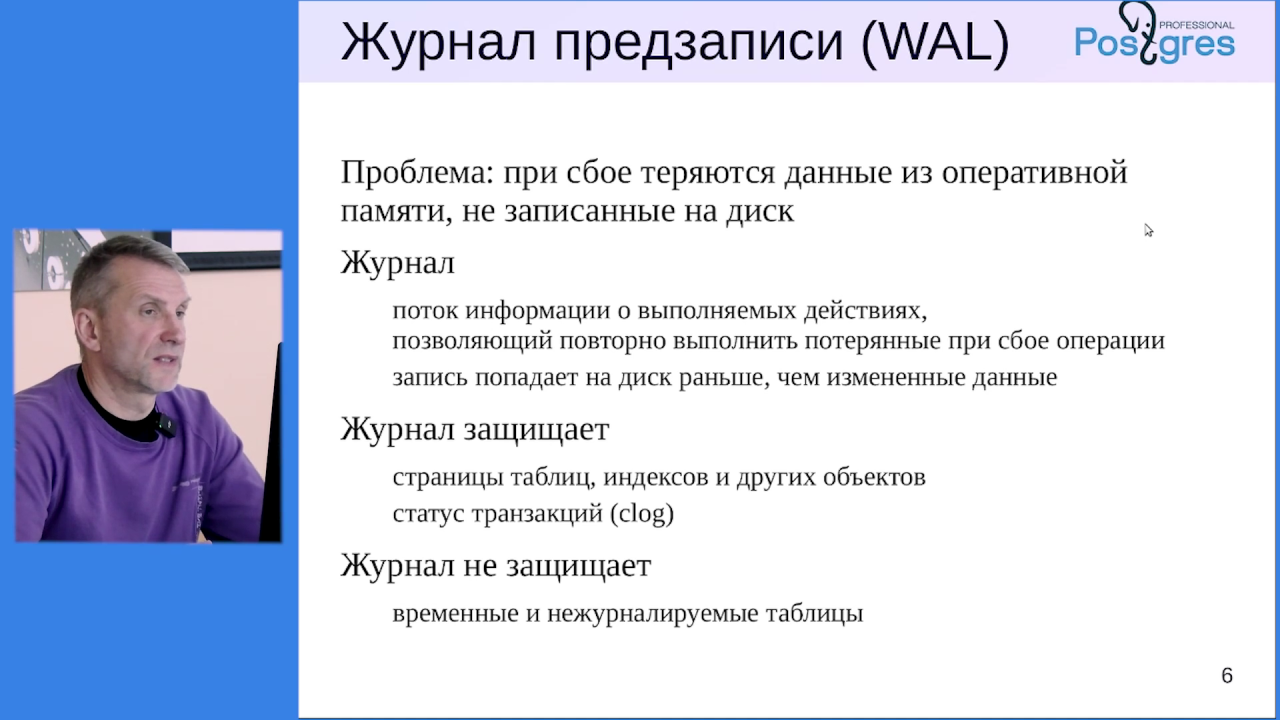 Журнал предзаписи (WAL)
PROFESSIONAL
Postgres
Проблема: при сбое теряются данные из оперативной
памяти, не записанные на диск
Журнал
поток информации о выполняемых действиях,
позволяющий повторно выполнить потерянные при сбое операции
запись попадает на диск раньше, чем измененные данные
Журнал защищает
страницы таблиц, индексов и других объектов
статус транзакций (clog)
Журнал не защищает
временные и нежурналируемые таблицы
6